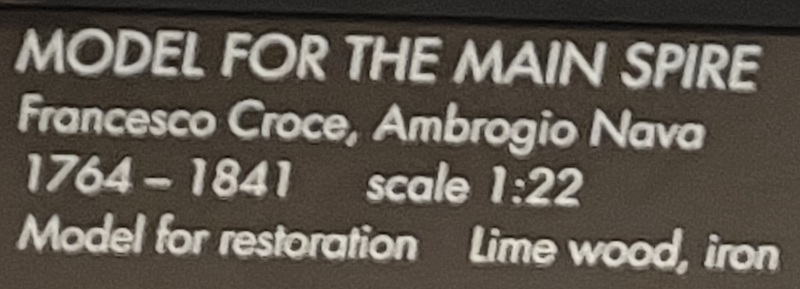 MODEL FOR THE MAIN SPIRE
Francesco Croce, Ambrogio Nava
1764 – 1841 scale 1:22
Model for restoration Lime wood, iron